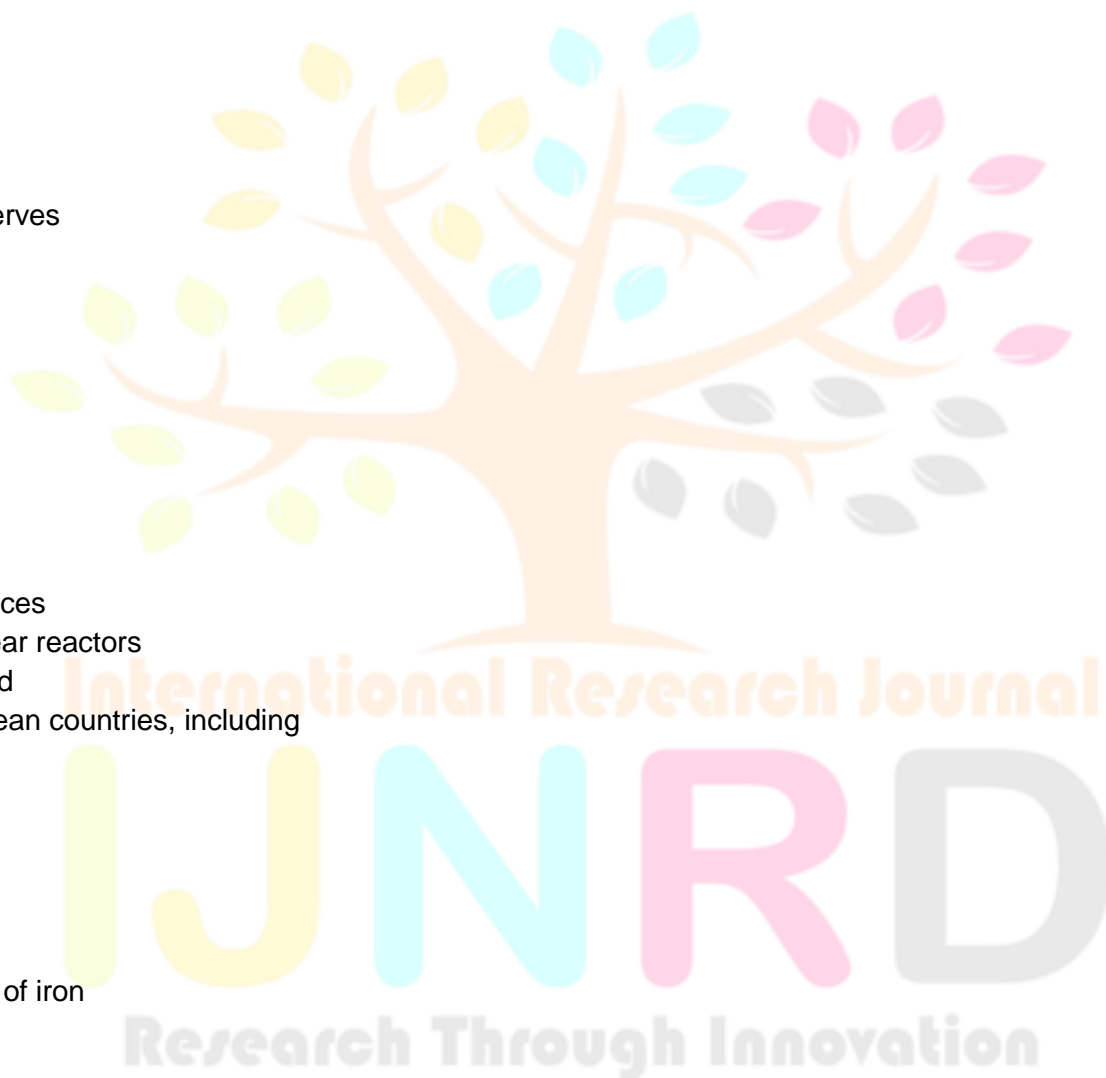 erves
ces
ear reactors
d
ean countries, including
International Research Journal
IJNRD
of iron
Research Through Innovation